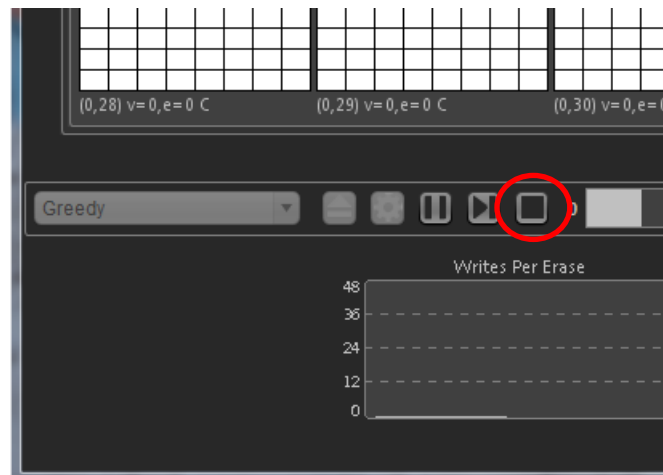 (0,28) v= 0,e= 0 C
(0,29) v= 0,e= 0 C
(0,30) v= 0,e=
Greedy
Writes Per Erase
48
36
24
12
0